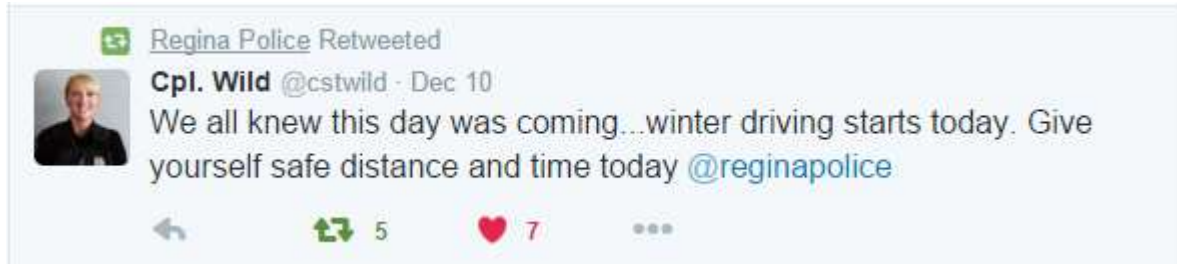 Regina Police Retweeted
Cpl. Wild @cstwild · Dec 10
We all knew this day was coming...winter driving starts today. Give
yourself safe distance and time today @reginapolice
5 7